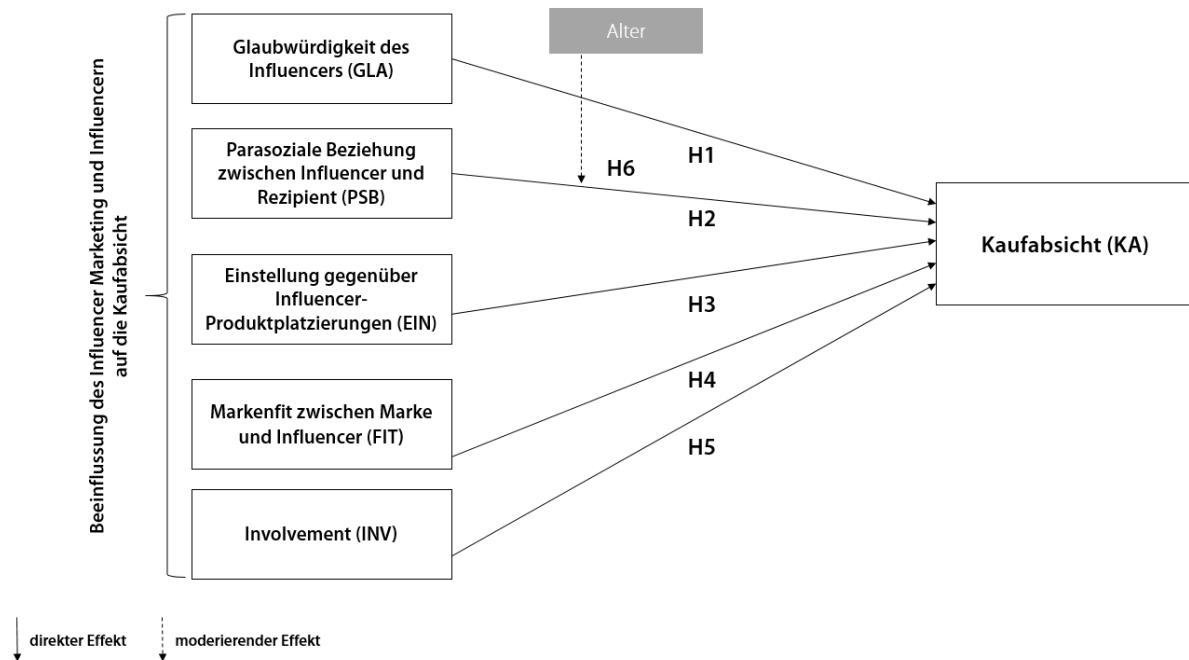 Beeinflussung des Influencer Marketing und Influencern
auf die Kaufabsicht
Glaubwürdigkeit des
Influencers (GLA)
Parasoziale Beziehung
zwischen Influencer und
Rezipient (PSB)
Einstellung gegenüber
Influencer-
Produktplatzierungen (EIN)
Markenfit zwischen Marke
und Influencer (FIT)
Involvement (INV)
Alter
H1
H6
H2
H3
H4
H5
Kaufabsicht (KA)
direkter Effekt
moderierender Effekt